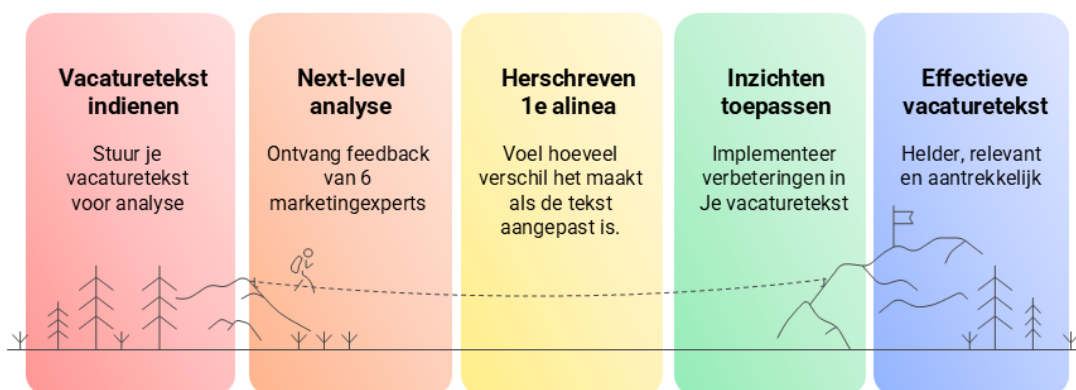 Vacaturetekst
indienen
Stuur je
vacaturetekst
voor analyse
Next-level
analyse
Ontvang feedback
van 6
marketingexperts
Herschreven
1e alinea
Voel hoeveel
verschil het maakt
als de tekst
aangepast is.
Inzichten
toepassen
Implementeer
verbeteringen in
Je vacaturetekst
Effectieve
vacaturetekst
Helder, relevant
en aantrekkelijk